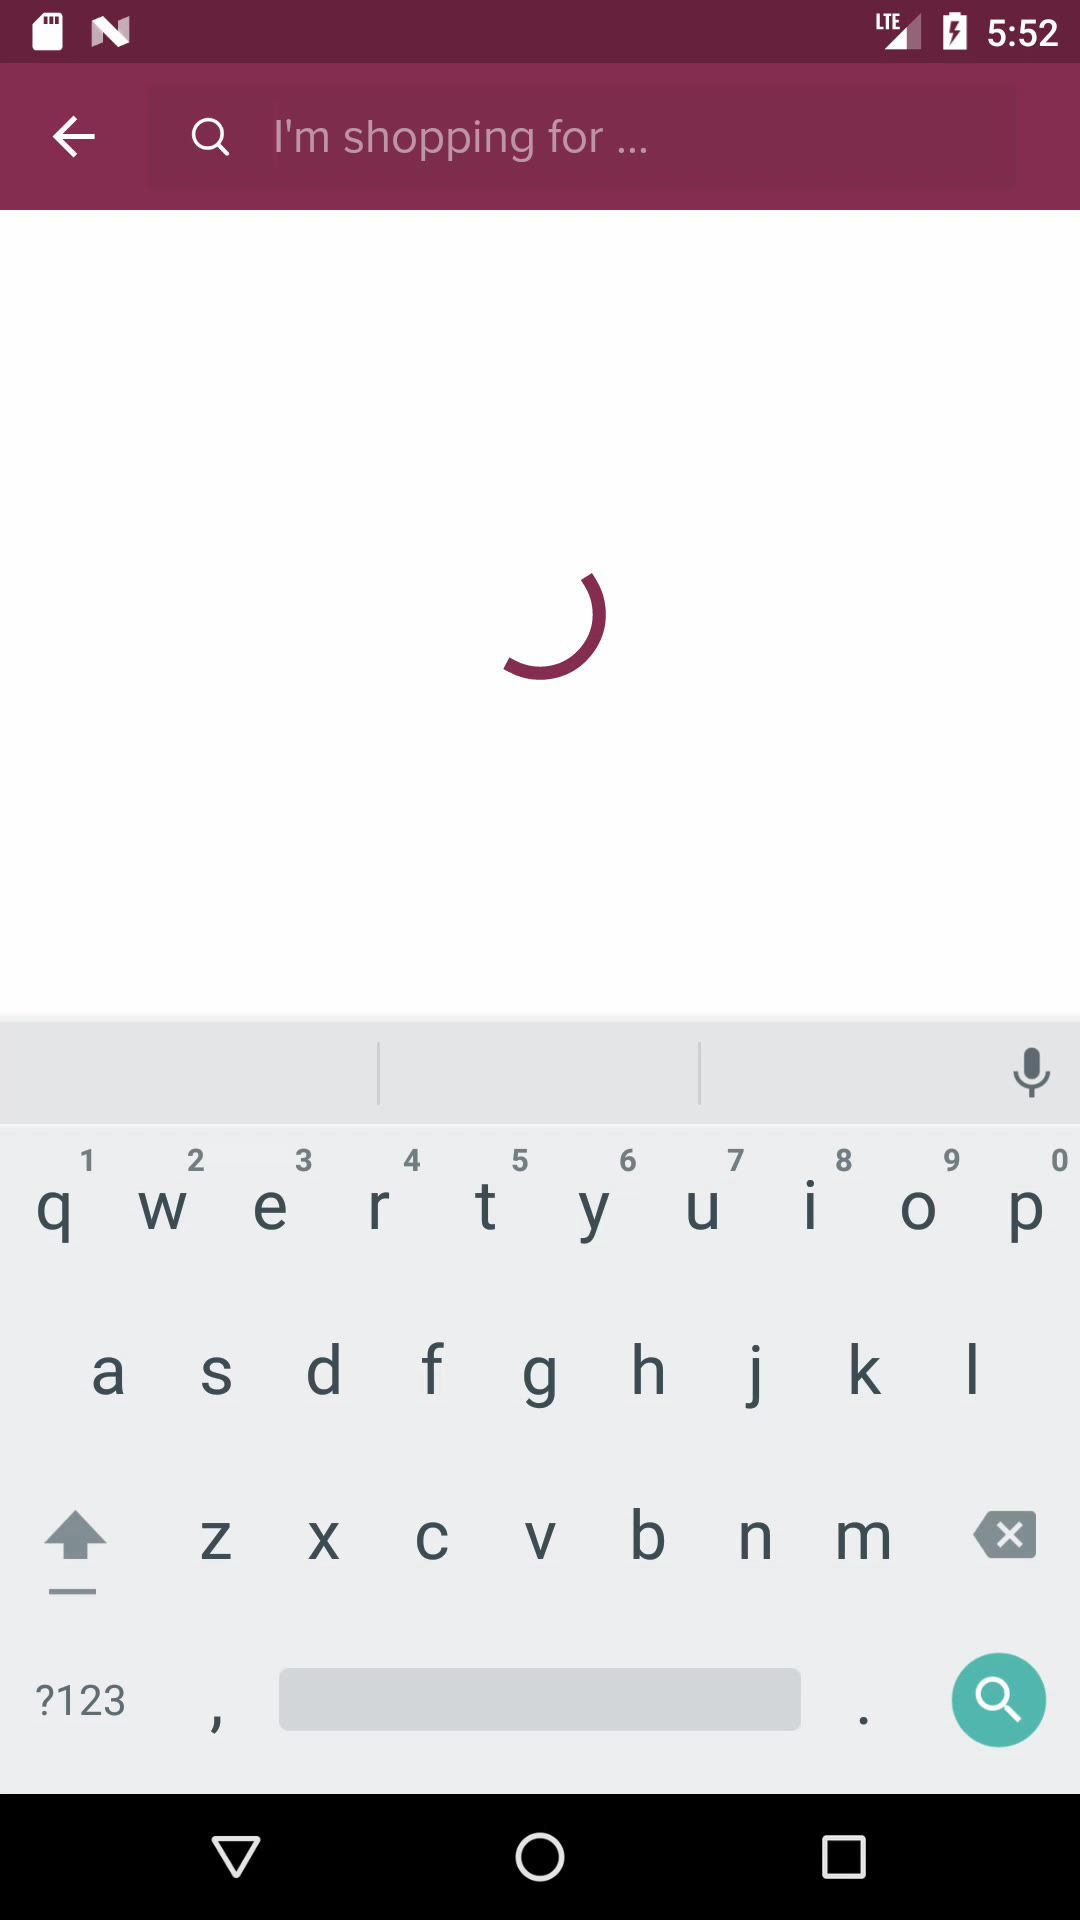 LTE 5:52
I'm shopping for ...
1 2 3 4 5 6 7 8 9 0
q w e r t y u i o p
a s d f g h j k l
z x c v b n m
?123 , .